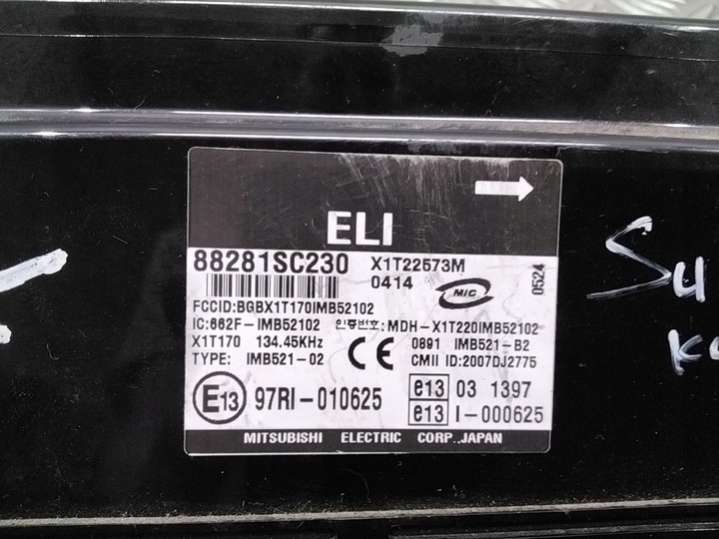 ELI
88281SC230 X1T22573M
0414 MIC 0524
FCCID:BGBX1T170IMB52102
IC:662F-IMB52102 인증번호:MDH-X1T220IMB52102
X1T170 134.45KHz CE 0891 IMB521-B2
TYPE: IMB521-02 CMII ID:2007DJ2775
E13 97RI-010625 e13 03 1397
e13 I-000625
MITSUBISHI ELECTRIC CORP.,JAPAN